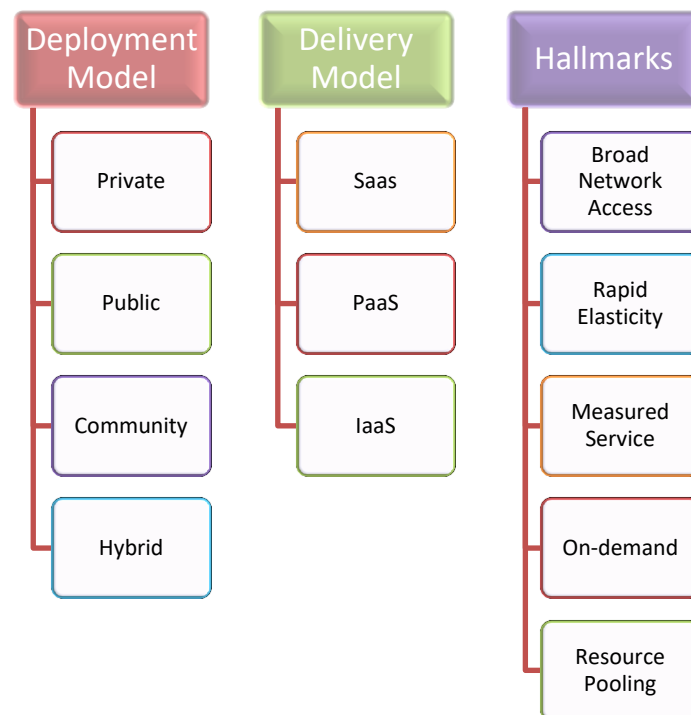 Deployment
Model
Private
Public
Community
Hybrid
Delivery
Model
Saas
PaaS
IaaS
Hallmarks
Broad
Network
Access
Rapid
Elasticity
Measured
Service
On-demand
Resource
Pooling